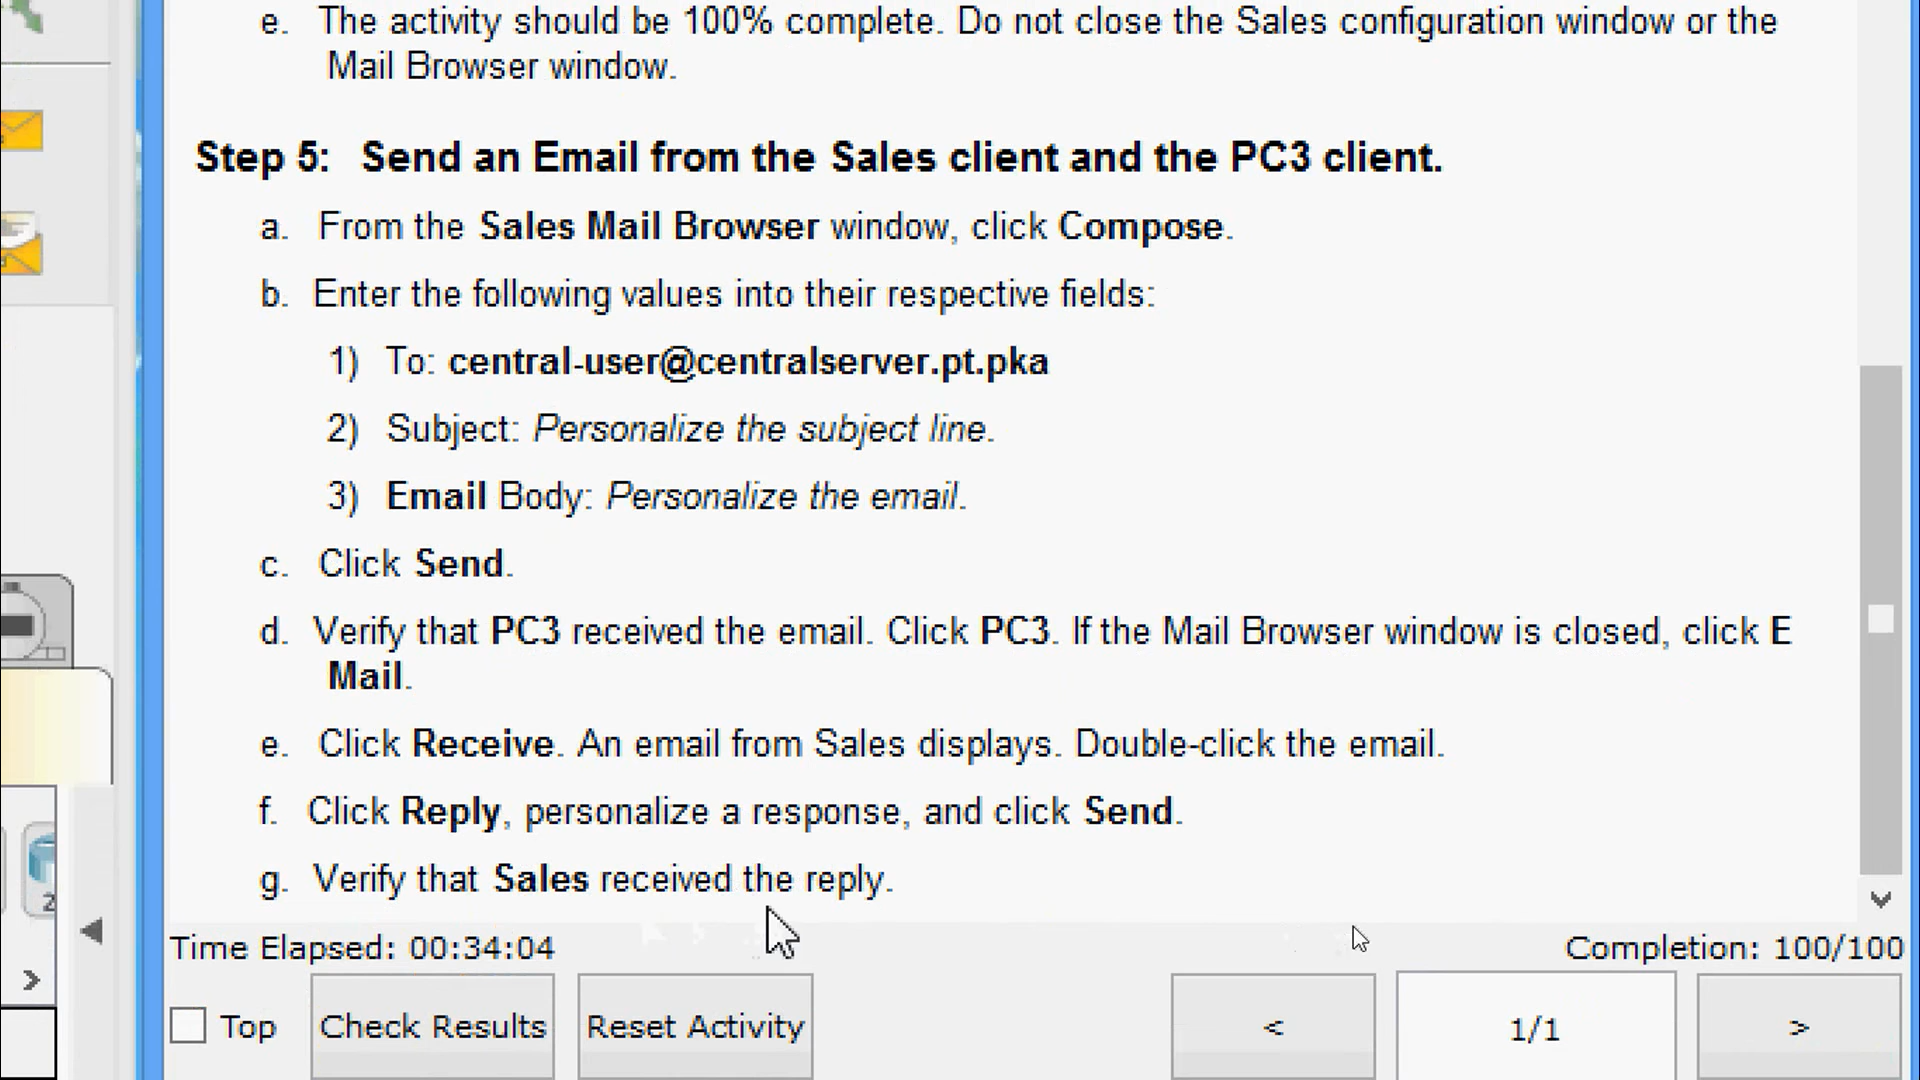 e. The activity should be 100% complete. Do not close the Sales configuration window or the
Mail Browser window.
Step 5: Send an Email from the Sales client and the PC3 client.
a. From the Sales Mail Browser window, click Compose.
b. Enter the following values into their respective fields:
1) To: central-user@centralserver.pt.pka
2) Subject: Personalize the subject line.
3) Email Body: Personalize the email.
c. Click Send.
d. Verify that PC3 received the email. Click PC3. If the Mail Browser window is closed, click E
Mail.
e. Click Receive. An email from Sales displays. Double-click the email.
f. Click Reply, personalize a response, and click Send.
g. Verify that Sales received the reply.
Time Elapsed: 00:34:04 Completion: 100/100
Top Check Results Reset Activity < 1/1 >